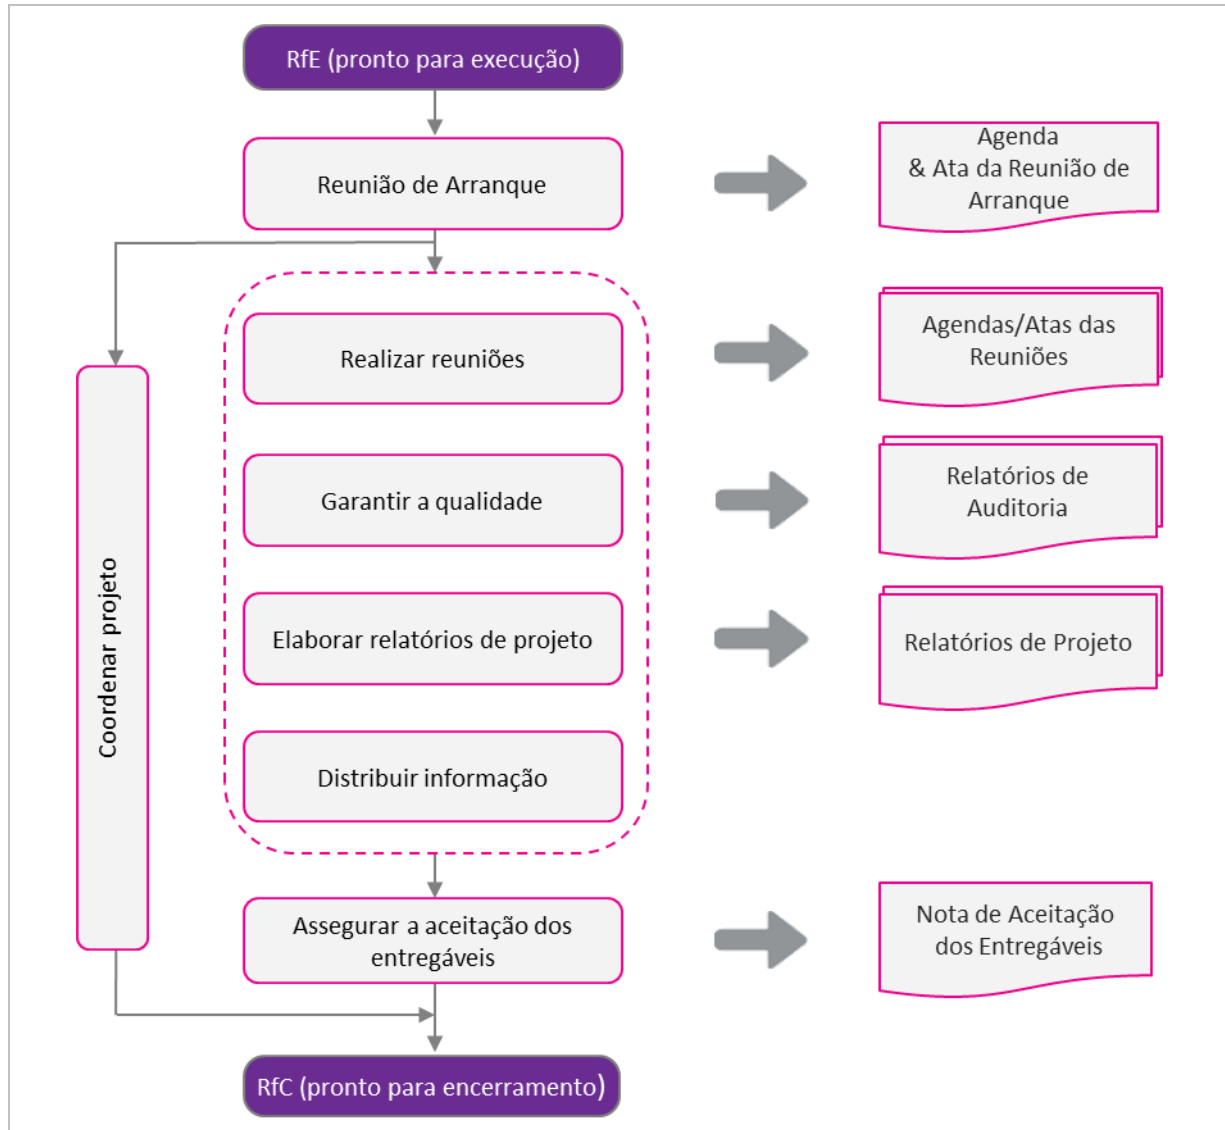 RfE (pronto para execução)
Reunião de Arranque
Agenda
& Ata da Reunião de
Arranque
Realizar reuniões
Agendas/Atas das
Reuniões
Garantir a qualidade
Relatórios de
Auditoria
Coordenar projeto
Elaborar relatórios de projeto
Relatórios de Projeto
Distribuir informação
Assegurar a aceitação dos
entregáveis
Nota de Aceitação
dos Entregáveis
RfC (pronto para encerramento)